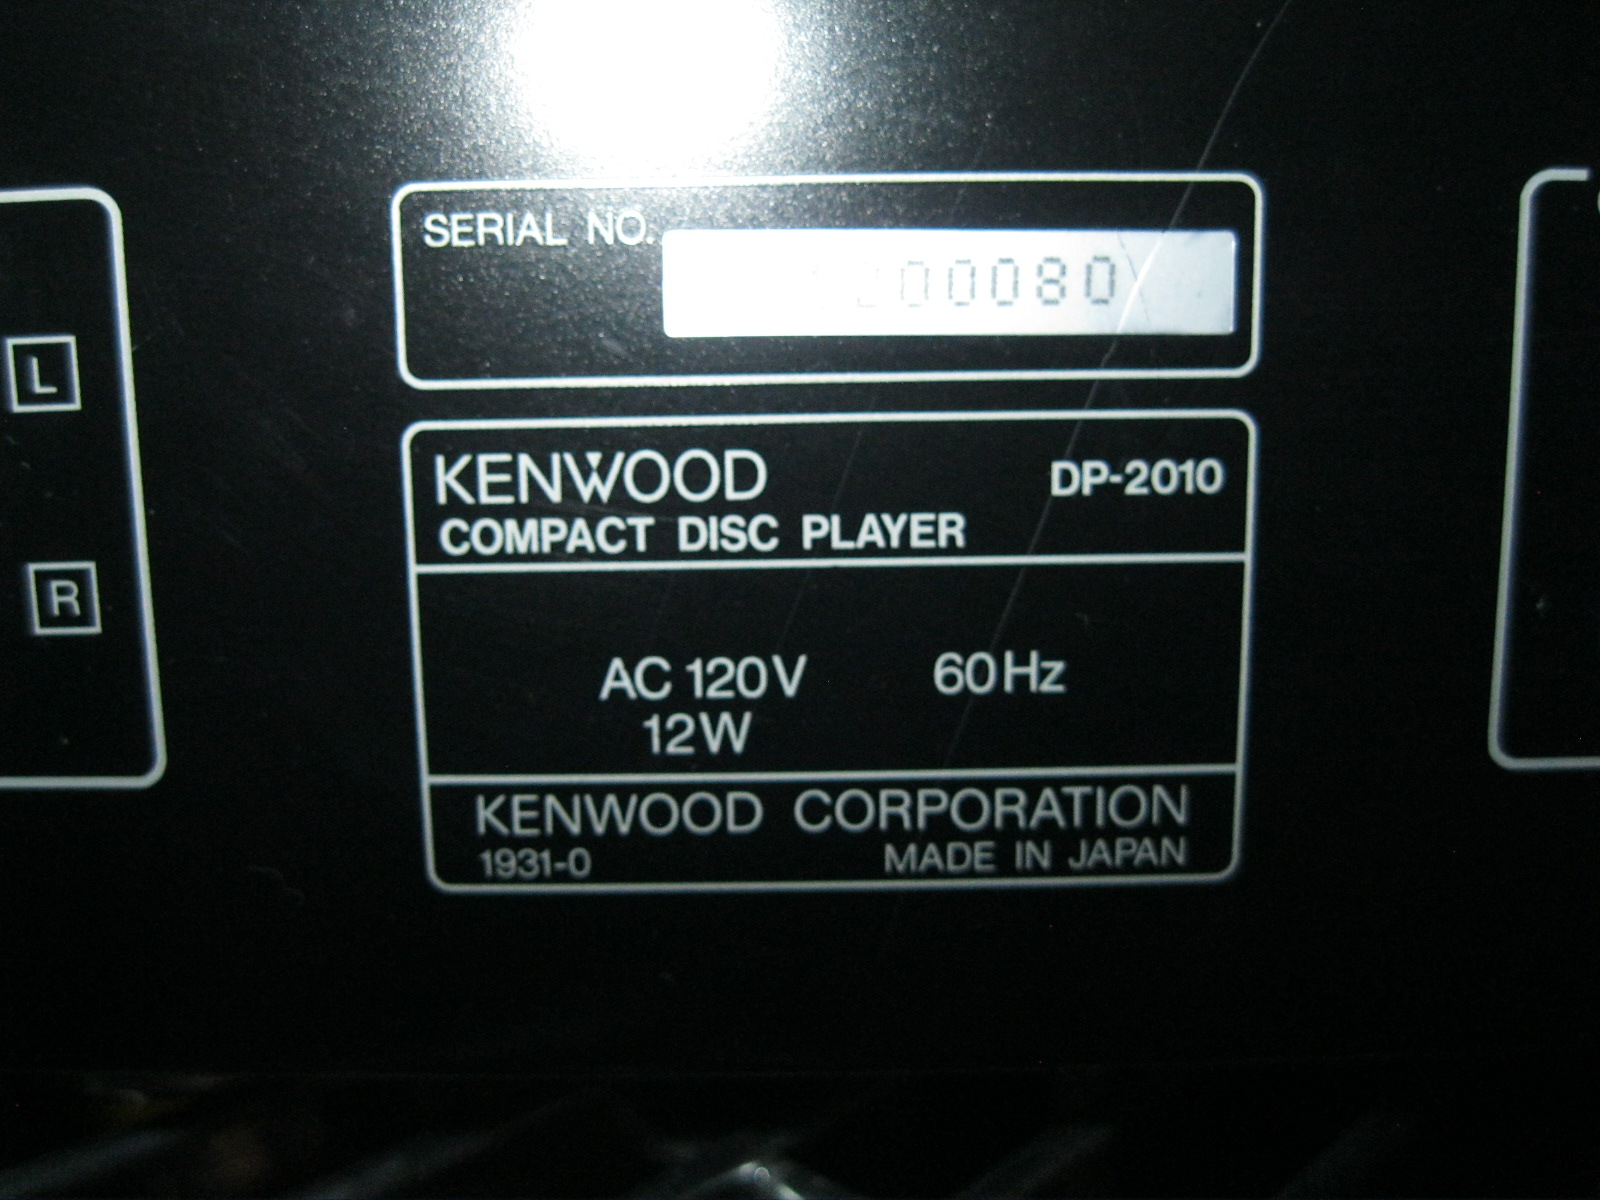 SERIAL NO.
L
KENWOOD DP-2010
COMPACT DISC PLAYER
R
AC 120V 60Hz
12W
KENWOOD CORPORATION
1931-0 MADE IN JAPAN